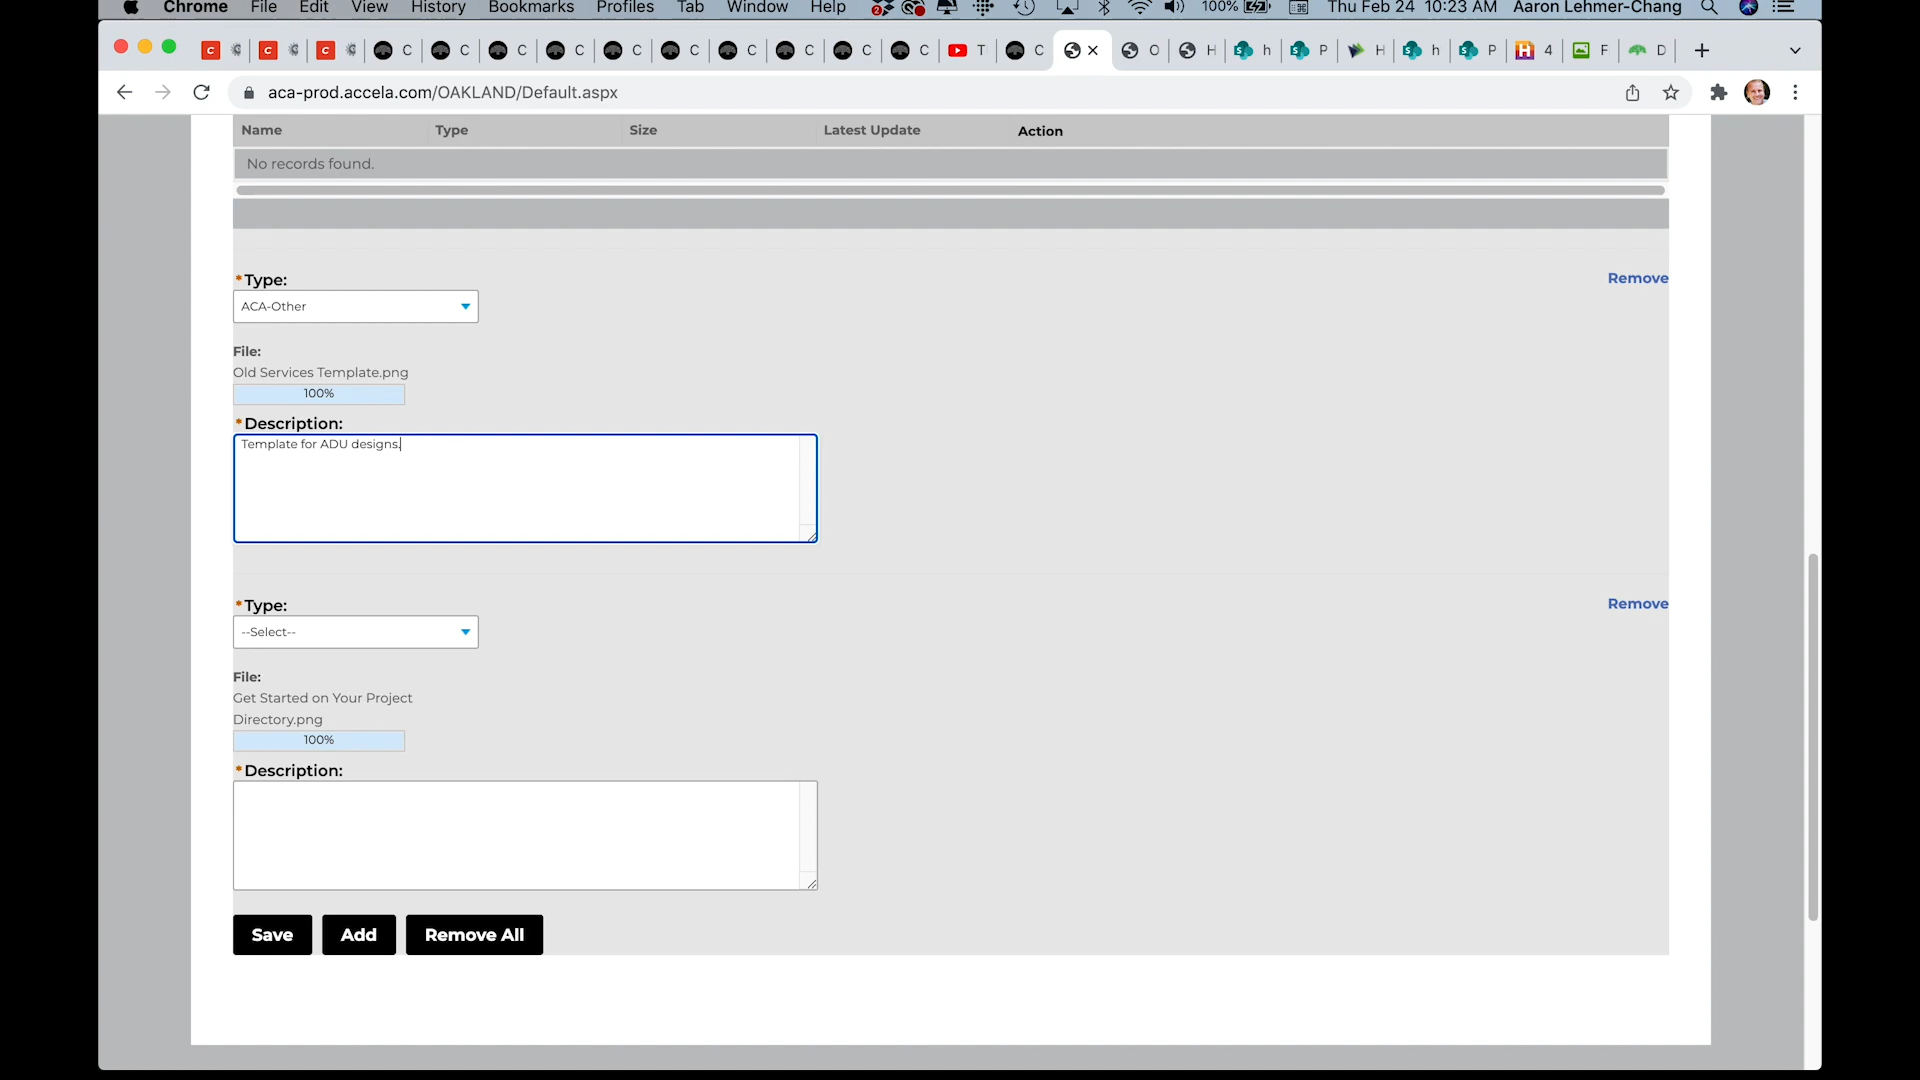 Chrome File Edit View History Bookmarks Profiles Tab Window Help 2 100% Thu Feb 24 10:23 AM Aaron Lehmer-Chang
C C C C C C C C C C C C C T C O H h P H h P H 4 F D
aca-prod.accela.com/OAKLAND/Default.aspx
Name Type Size Latest Update Action
No records found.
*Type: Remove
ACA-Other
File:
Old Services Template.png
100%
*Description:
Template for ADU designs.
*Type: Remove
--Select--
File:
Get Started on Your Project
Directory.png
100%
*Description:
Save Add Remove All